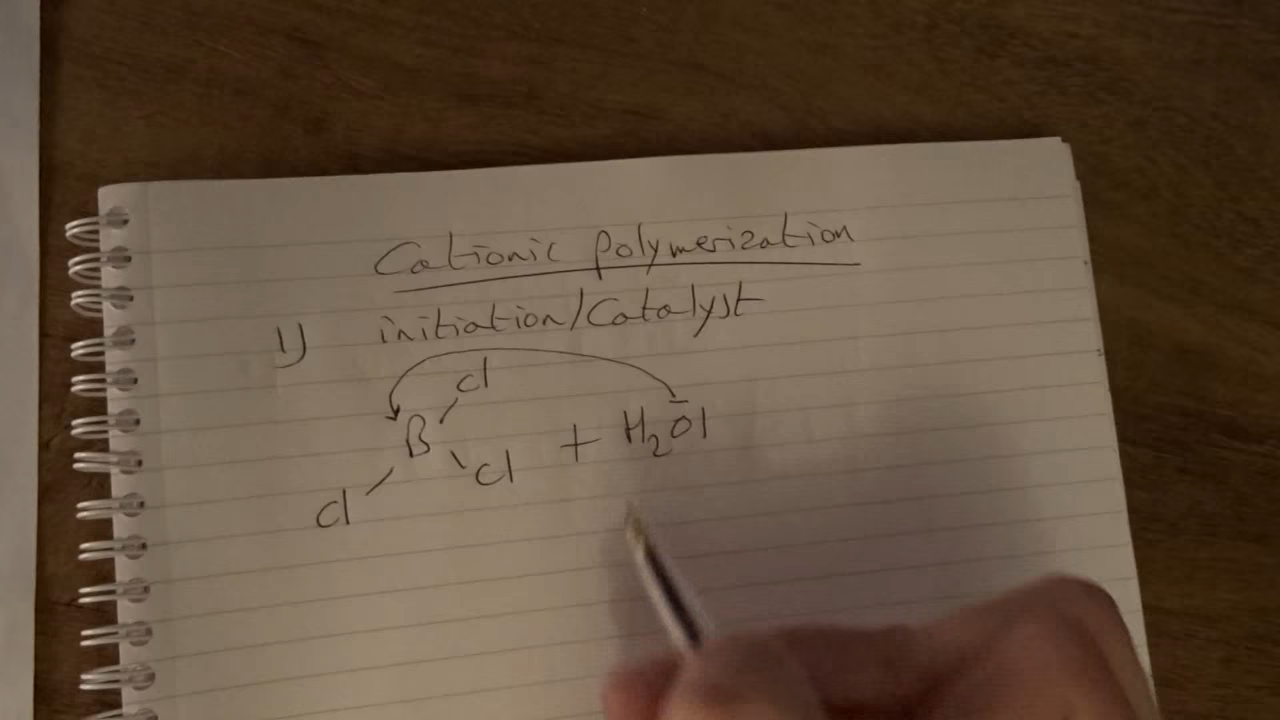 Cationic polymerization
1) initiation/Catalyst
Cl
B + H₂O
Cl Cl